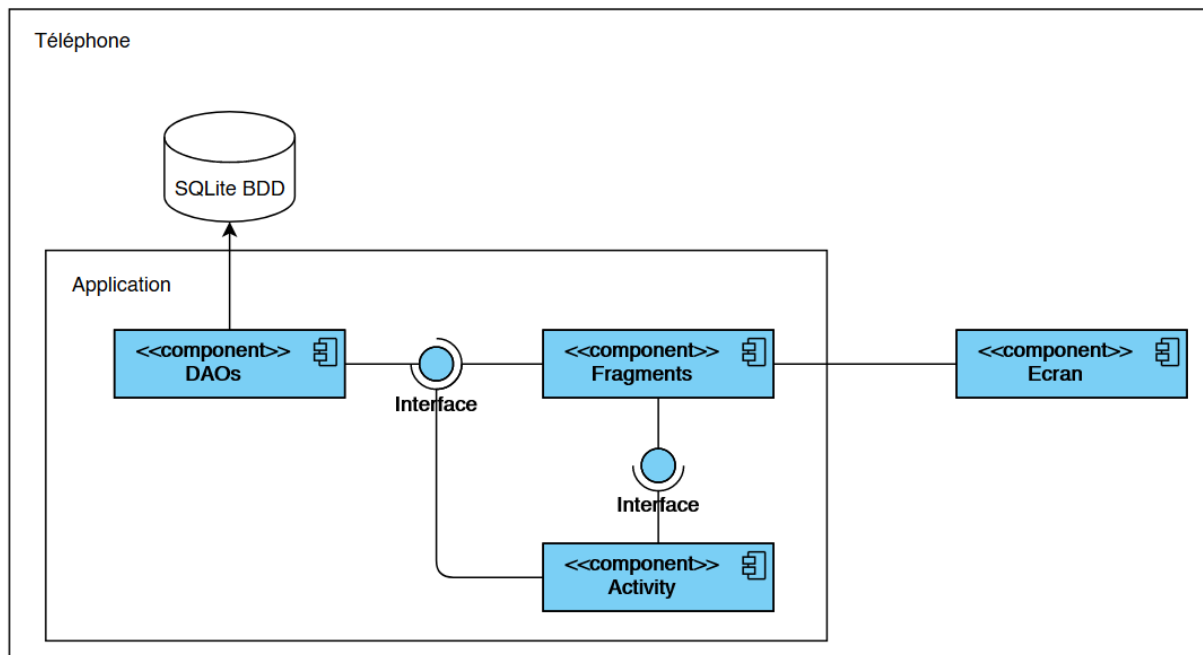 Téléphone
SQLite BDD
Application
<<component>>
DAOs
Interface
<<component>>
Fragments
<<component>>
Ecran
Interface
<<component>>
Activity